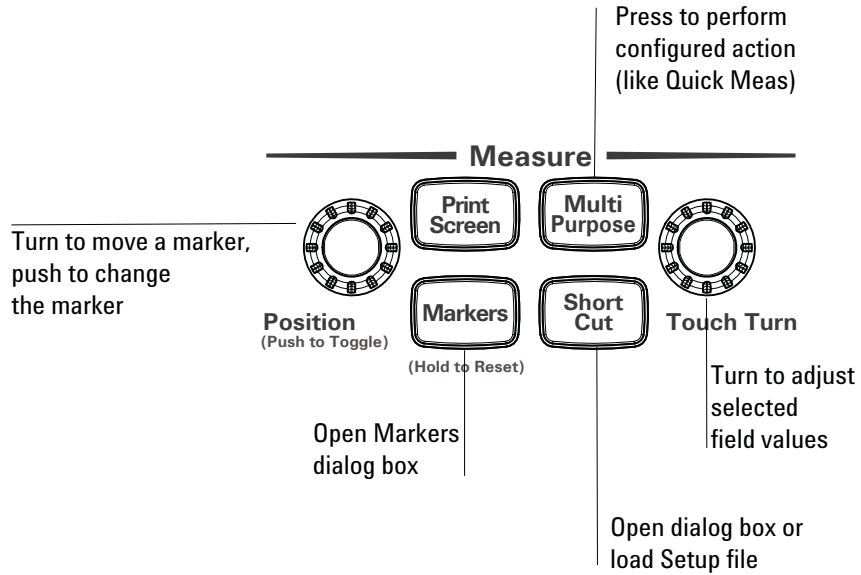 Press to perform
configured action
(like Quick Meas)
Measure
Print
Screen
Multi
Purpose
Turn to move a marker,
push to change
the marker
Markers
Short
Cut
Position
(Push to Toggle)
Touch Turn
(Hold to Reset)
Turn to adjust
selected
field values
Open Markers
dialog box
Open dialog box or
load Setup file